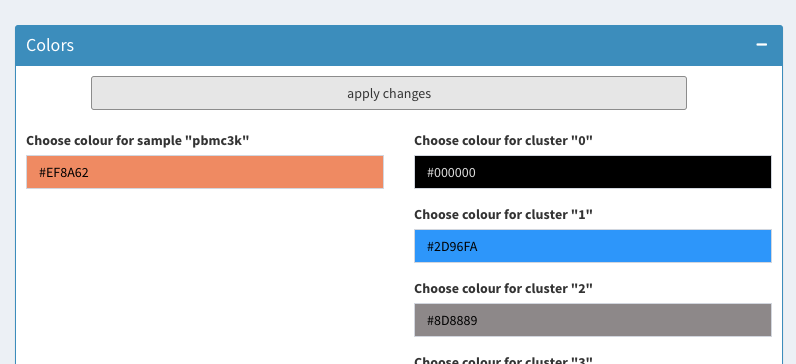 Colors
apply changes
Choose colour for sample "pbmc3k"
#EF8A62
Choose colour for cluster "0"
#000000
Choose colour for cluster "1"
#2D96FA
Choose colour for cluster "2"
#8D8889
Choose colour for cluster "3"